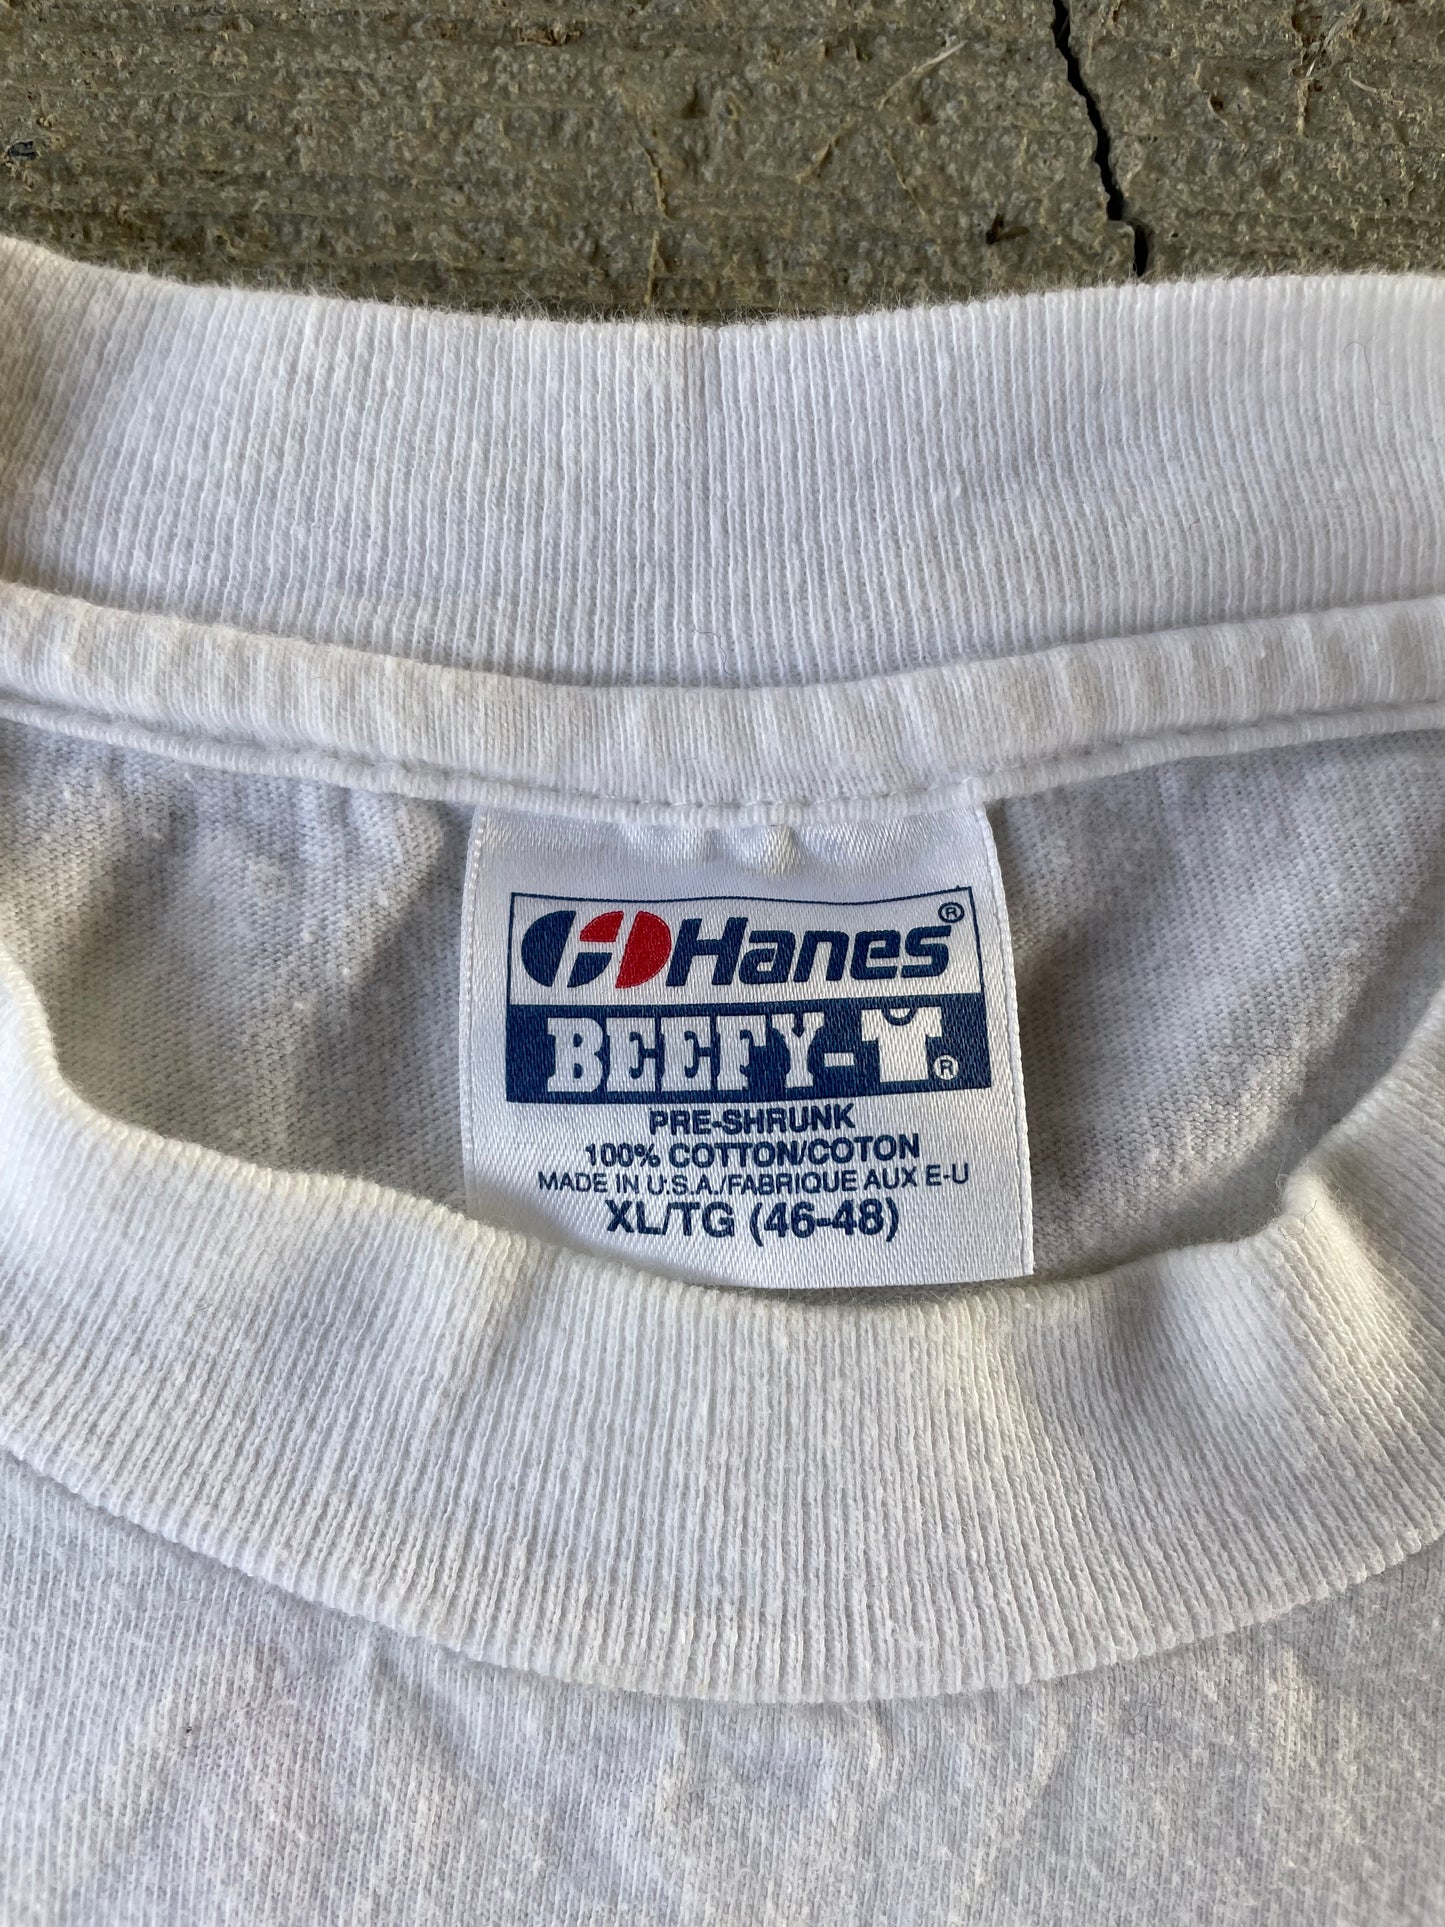 Hanes®
BEEFY-T®
PRE-SHRUNK
100% COTTON/COTON
MADE IN U.S.A./FABRIQUE AUX E-U
XL/TG (46-48)